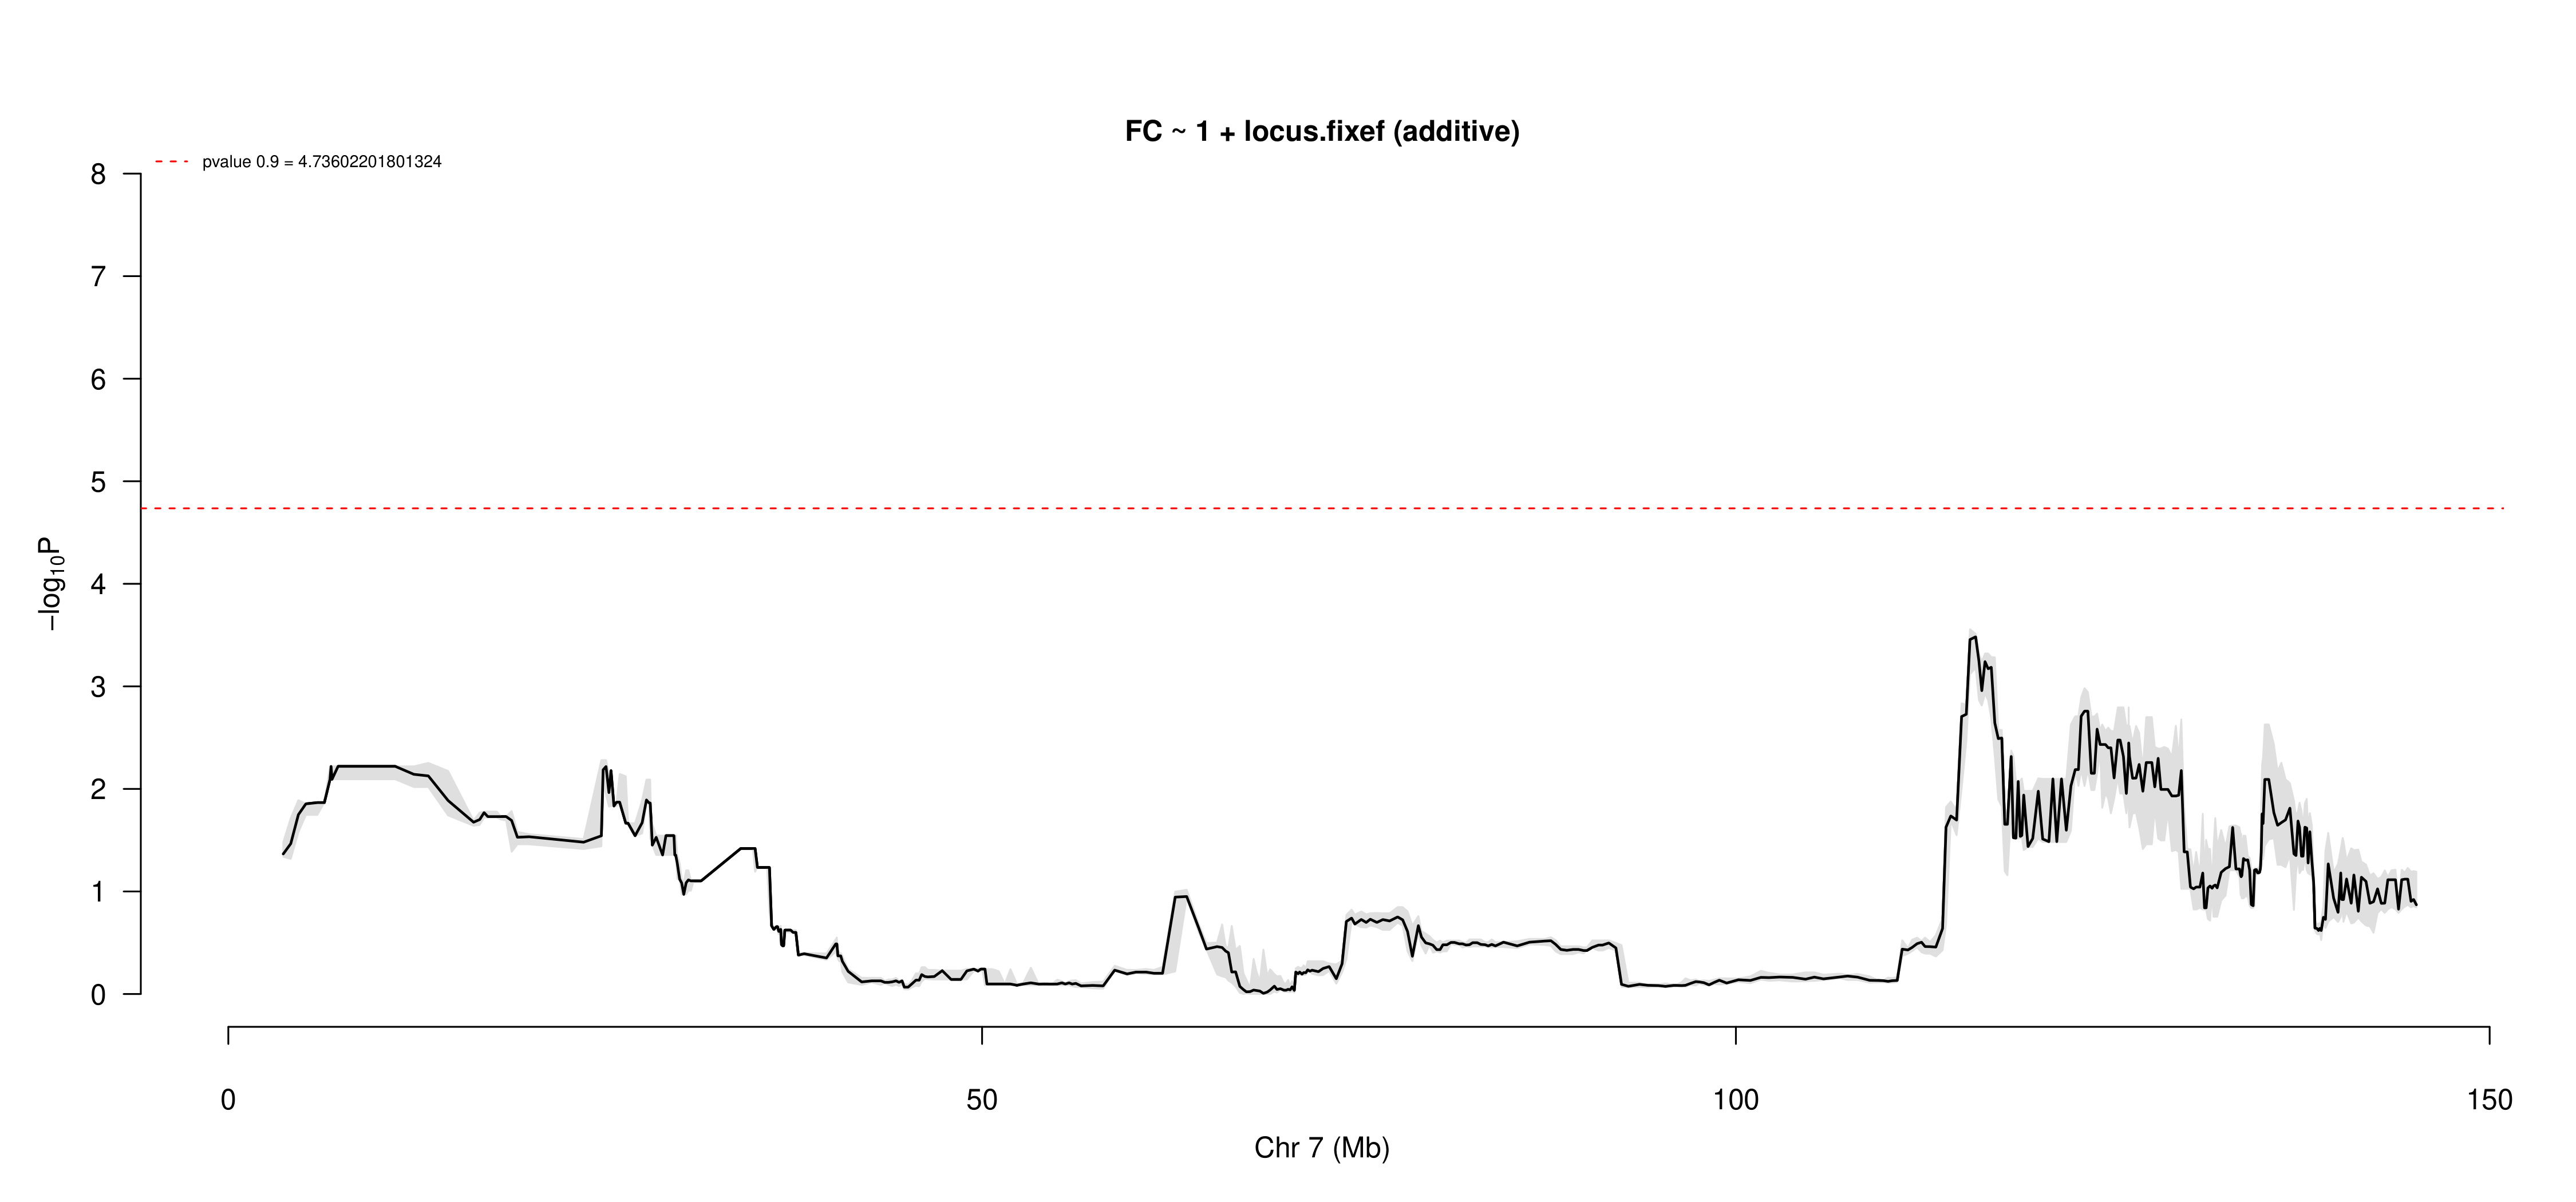 FC ~ 1 + locus.fixef (additive)
pvalue 0.9 = 4.73602201801324
8
7
6
5
4
3
2
1
0
−log10P
0 50 100 150
Chr 7 (Mb)